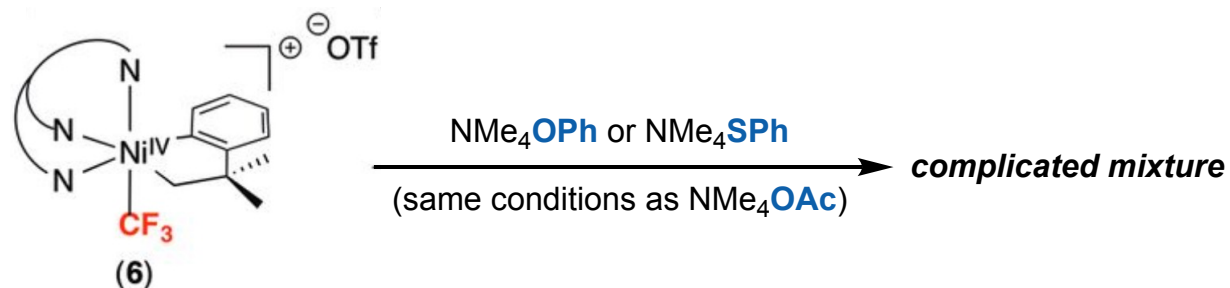 N
N
N
Ni^IV
CF₃
(6)
⊕ ⊖OTf
NMe₄OPh or NMe₄SPh
(same conditions as NMe₄OAc)
complicated mixture